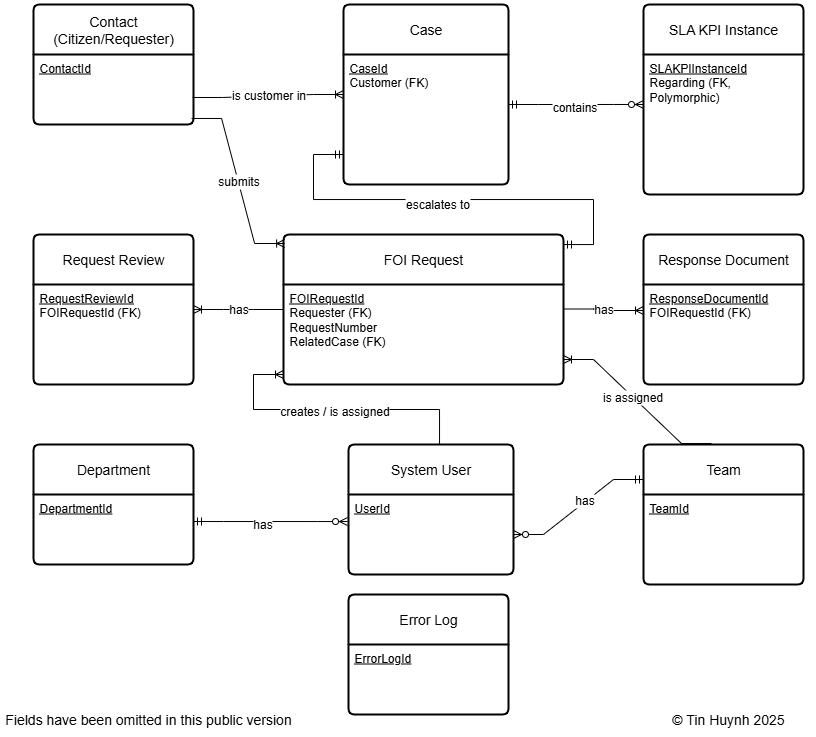 Contact
(Citizen/Requester)
ContactId
Case
CaseId
Customer (FK)
SLA KPI Instance
SLAKPIInstanceId
Regarding (FK,
Polymorphic)
is customer in
contains
submits
escalates to
Request Review
RequestReviewId
FOIRequestId (FK)
has
FOI Request
FOIRequestId
Requester (FK)
RequestNumber
RelatedCase (FK)
has
Response Document
ResponseDocumentId
FOIRequestId (FK)
is assigned
creates / is assigned
Department
DepartmentId
has
System User
UserId
has
Team
TeamId
Error Log
ErrorLogId
Fields have been omitted in this public version
© Tin Huynh 2025